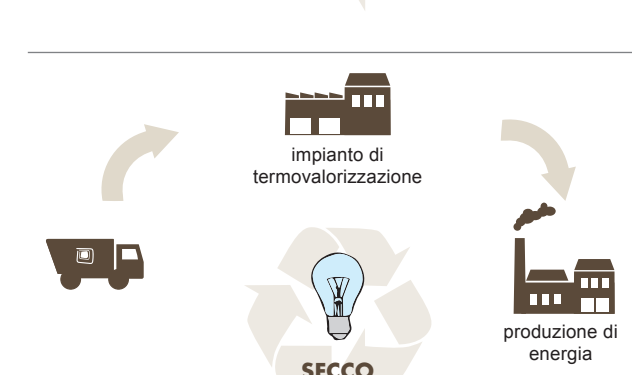 impianto di
termovalorizzazione
produzione di
energia
SECCO